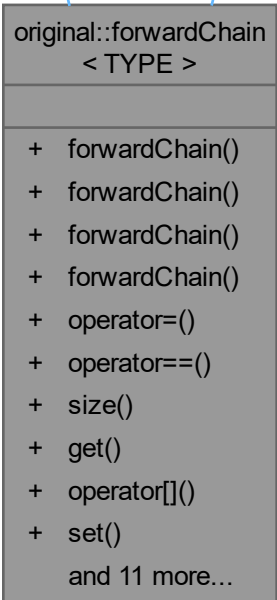 original::forwardChain
< TYPE >
+ forwardChain()
+ forwardChain()
+ forwardChain()
+ forwardChain()
+ operator=()
+ operator==()
+ size()
+ get()
+ operator[]()
+ set()
and 11 more...